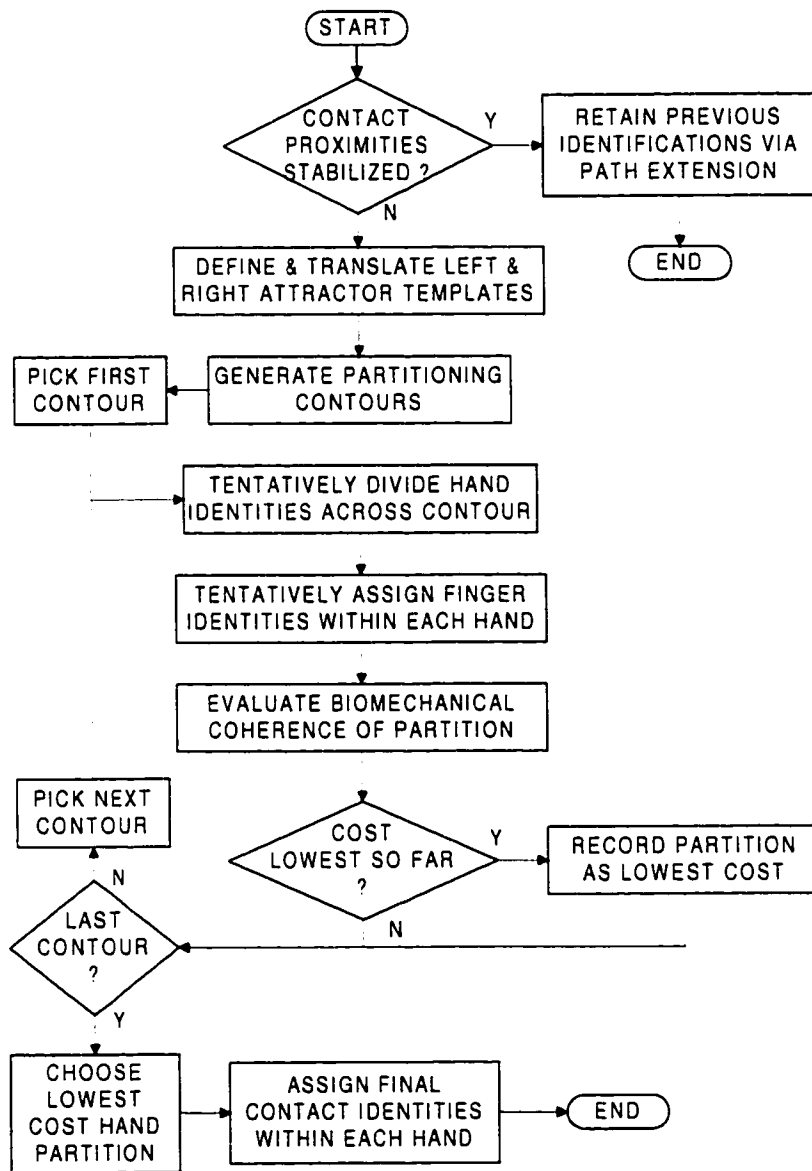 START
CONTACT
PROXIMITIES
STABILIZED ?
Y
RETAIN PREVIOUS
IDENTIFICATIONS VIA
PATH EXTENSION
N
END
DEFINE & TRANSLATE LEFT &
RIGHT ATTRACTOR TEMPLATES
PICK FIRST
CONTOUR
GENERATE PARTITIONING
CONTOURS
TENTATIVELY DIVIDE HAND
IDENTITIES ACROSS CONTOUR
TENTATIVELY ASSIGN FINGER
IDENTITIES WITHIN EACH HAND
EVALUATE BIOMECHANICAL
COHERENCE OF PARTITION
PICK NEXT
CONTOUR
COST
LOWEST SO FAR
?
Y
RECORD PARTITION
AS LOWEST COST
N
N
LAST
CONTOUR
?
Y
CHOOSE
LOWEST
COST HAND
PARTITION
ASSIGN FINAL
CONTACT IDENTITIES
WITHIN EACH HAND
END